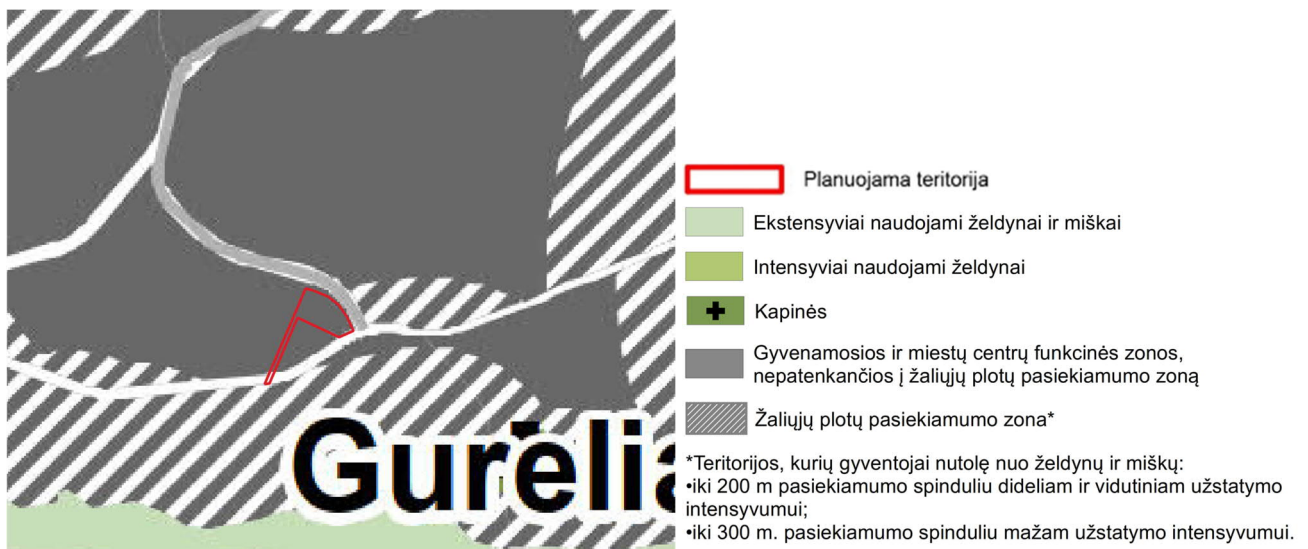 Gurėlia
Planuojama teritorija
Ekstensyviai naudojami želdynai ir miškai
Intensyviai naudojami želdynai
Kapinės
Gyvenamosios ir miestų centrų funkcinės zonos,
nepatenkančios į žaliųjų plotų pasiekiamumo zoną
Žaliųjų plotų pasiekiamumo zona*
*Teritorijos, kurių gyventojai nutolę nuo želdynų ir miškų:
•iki 200 m pasiekiamumo spinduliu dideliam ir vidutiniam užstatymo
intensyvumui;
•iki 300 m. pasiekiamumo spinduliu mažam užstatymo intensyvumui.